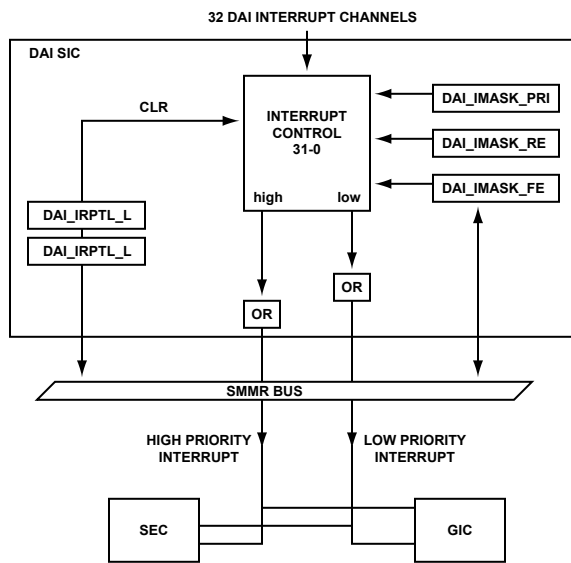 32 DAI INTERRUPT CHANNELS
DAI SIC
CLR
INTERRUPT
CONTROL
31-0
high
low
DAI_IMASK_PRI
DAI_IMASK_RE
DAI_IMASK_FE
DAI_IRPTL_L
DAI_IRPTL_L
OR
OR
SMMR BUS
HIGH PRIORITY
INTERRUPT
LOW PRIORITY
INTERRUPT
SEC
GIC